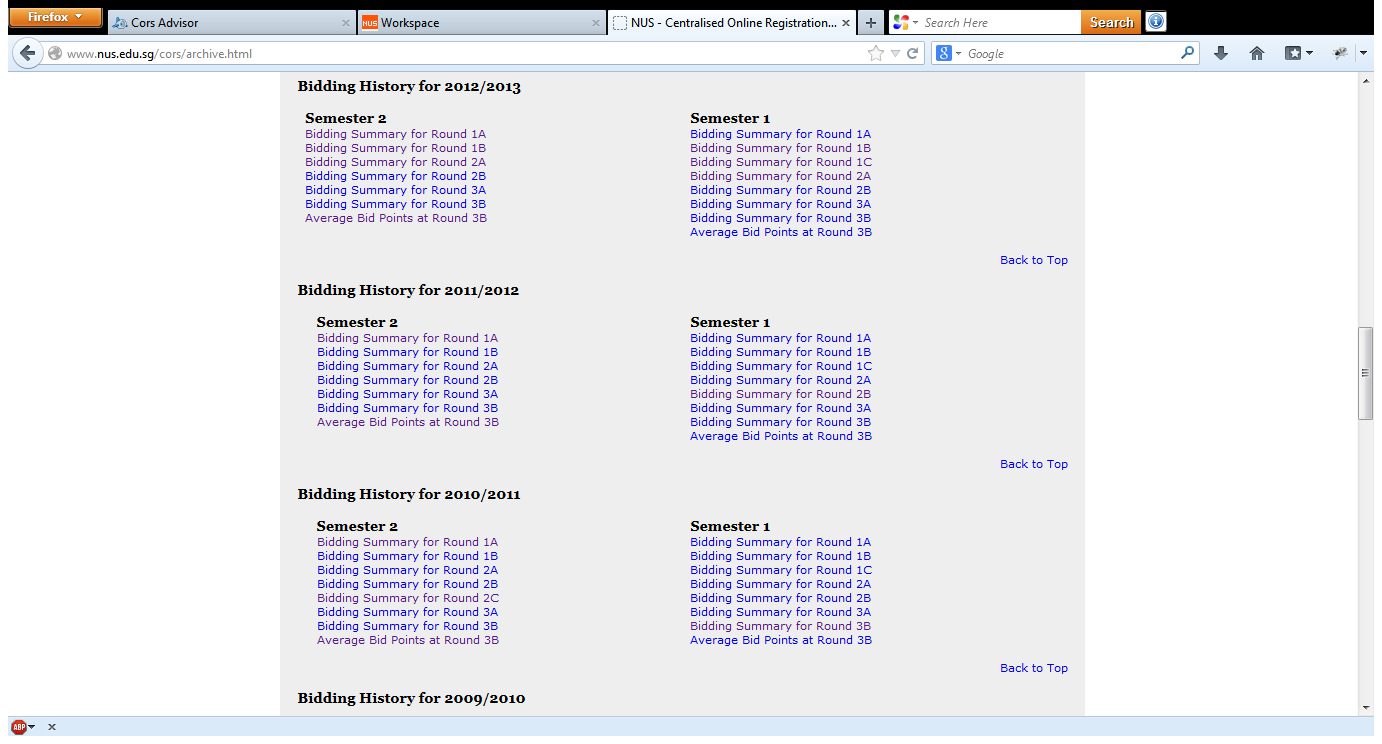 Firefox
Cors Advisor
NUS Workspace
NUS - Centralised Online Registration...
Search Here
Search
www.nus.edu.sg/cors/archive.html
8 Google
Bidding History for 2012/2013
Semester 2
Bidding Summary for Round 1A
Bidding Summary for Round 1B
Bidding Summary for Round 2A
Bidding Summary for Round 2B
Bidding Summary for Round 3A
Bidding Summary for Round 3B
Average Bid Points at Round 3B
Semester 1
Bidding Summary for Round 1A
Bidding Summary for Round 1B
Bidding Summary for Round 1C
Bidding Summary for Round 2A
Bidding Summary for Round 2B
Bidding Summary for Round 3A
Bidding Summary for Round 3B
Average Bid Points at Round 3B
Back to Top
Bidding History for 2011/2012
Semester 2
Bidding Summary for Round 1A
Bidding Summary for Round 1B
Bidding Summary for Round 2A
Bidding Summary for Round 2B
Bidding Summary for Round 3A
Bidding Summary for Round 3B
Average Bid Points at Round 3B
Semester 1
Bidding Summary for Round 1A
Bidding Summary for Round 1B
Bidding Summary for Round 1C
Bidding Summary for Round 2A
Bidding Summary for Round 2B
Bidding Summary for Round 3A
Bidding Summary for Round 3B
Average Bid Points at Round 3B
Back to Top
Bidding History for 2010/2011
Semester 2
Bidding Summary for Round 1A
Bidding Summary for Round 1B
Bidding Summary for Round 2A
Bidding Summary for Round 2B
Bidding Summary for Round 2C
Bidding Summary for Round 3A
Bidding Summary for Round 3B
Average Bid Points at Round 3B
Semester 1
Bidding Summary for Round 1A
Bidding Summary for Round 1B
Bidding Summary for Round 1C
Bidding Summary for Round 2A
Bidding Summary for Round 2B
Bidding Summary for Round 3A
Bidding Summary for Round 3B
Average Bid Points at Round 3B
Back to Top
Bidding History for 2009/2010
ABP